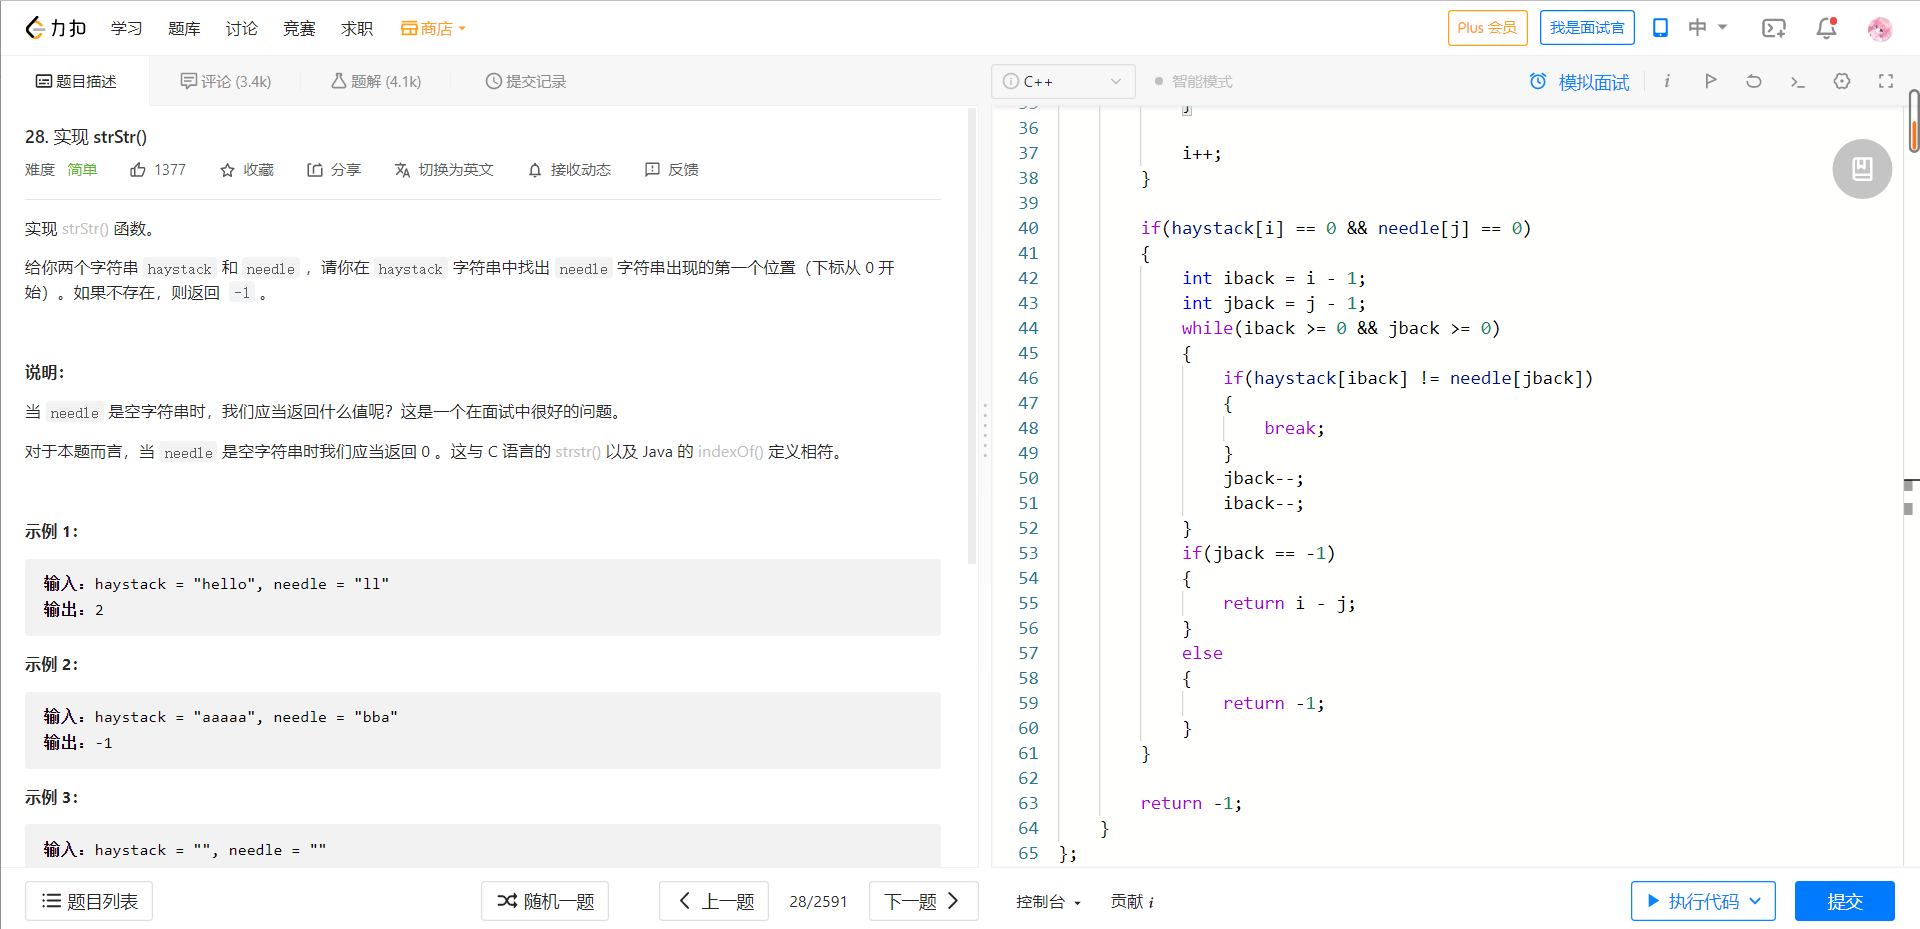 力扣 学习 题库 讨论 竞赛 求职 商店 Plus 会员 我是面试官 中
题目描述 评论 (3.4k) 题解 (4.1k) 提交记录
28. 实现 strStr()
难度 简单 1377 收藏 分享 切换为英文 接收动态 反馈
实现 strStr() 函数。
给你两个字符串 haystack 和 needle ，请你在 haystack 字符串中找出 needle 字符串出现的第一个位置（下标从 0 开
始）。如果不存在，则返回 -1 。
说明：
当 needle 是空字符串时，我们应当返回什么值呢？这是一个在面试中很好的问题。
对于本题而言，当 needle 是空字符串时我们应当返回 0 。这与 C 语言的 strstr() 以及 Java 的 indexOf() 定义相符。
示例 1：
输入：haystack = "hello", needle = "ll"
输出：2
示例 2：
输入：haystack = "aaaaa", needle = "bba"
输出：-1
示例 3：
输入：haystack = "", needle = ""
题目列表 随机一题 上一题 28/2591 下一题
C++ 智能模式 模拟面试
35 }
36
37 i++;
38 }
39
40 if(haystack[i] == 0 && needle[j] == 0)
41 {
42 int iback = i - 1;
43 int jback = j - 1;
44 while(iback >= 0 && jback >= 0)
45 {
46 if(haystack[iback] != needle[jback])
47 {
48 break;
49 }
50 jback--;
51 iback--;
52 }
53 if(jback == -1)
54 {
55 return i - j;
56 }
57 else
58 {
59 return -1;
60 }
61 }
62
63 return -1;
64 }
65 };
控制台 贡献 i 执行代码 提交